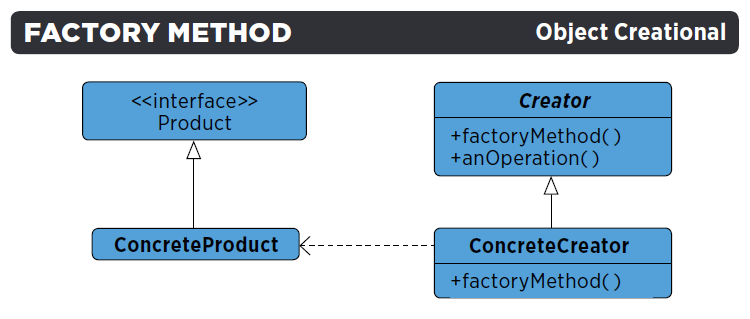 FACTORY METHOD
Object Creational
<<interface>>
Product
Creator
+factoryMethod()
+anOperation()
ConcreteProduct
ConcreteCreator
+factoryMethod()